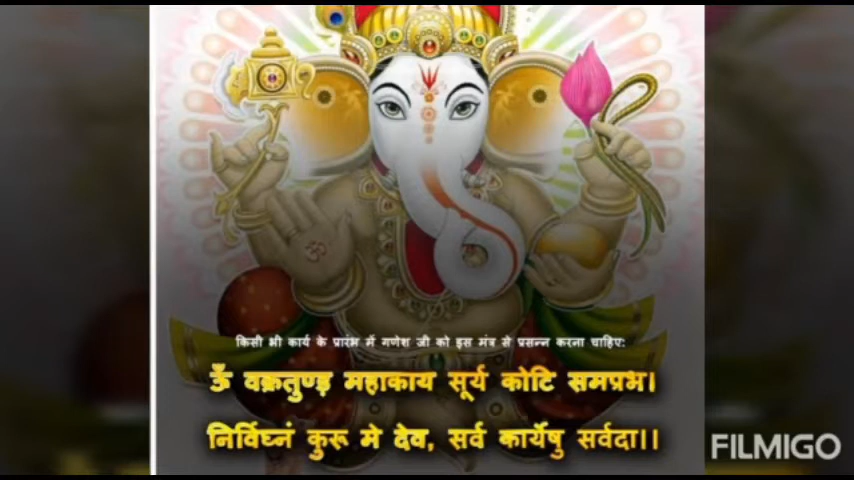 किसी भी कार्य के प्रारंभ में गणेश जी को इस मंत्र से प्रसन्न करना चाहिए:
ॐ वक्रतुण्ड़ महाकाय सूर्य कोटि समप्रभ।
निर्विघ्नं कुरू मे देव, सर्व कार्येषु सर्वदा।।
FILMIGO